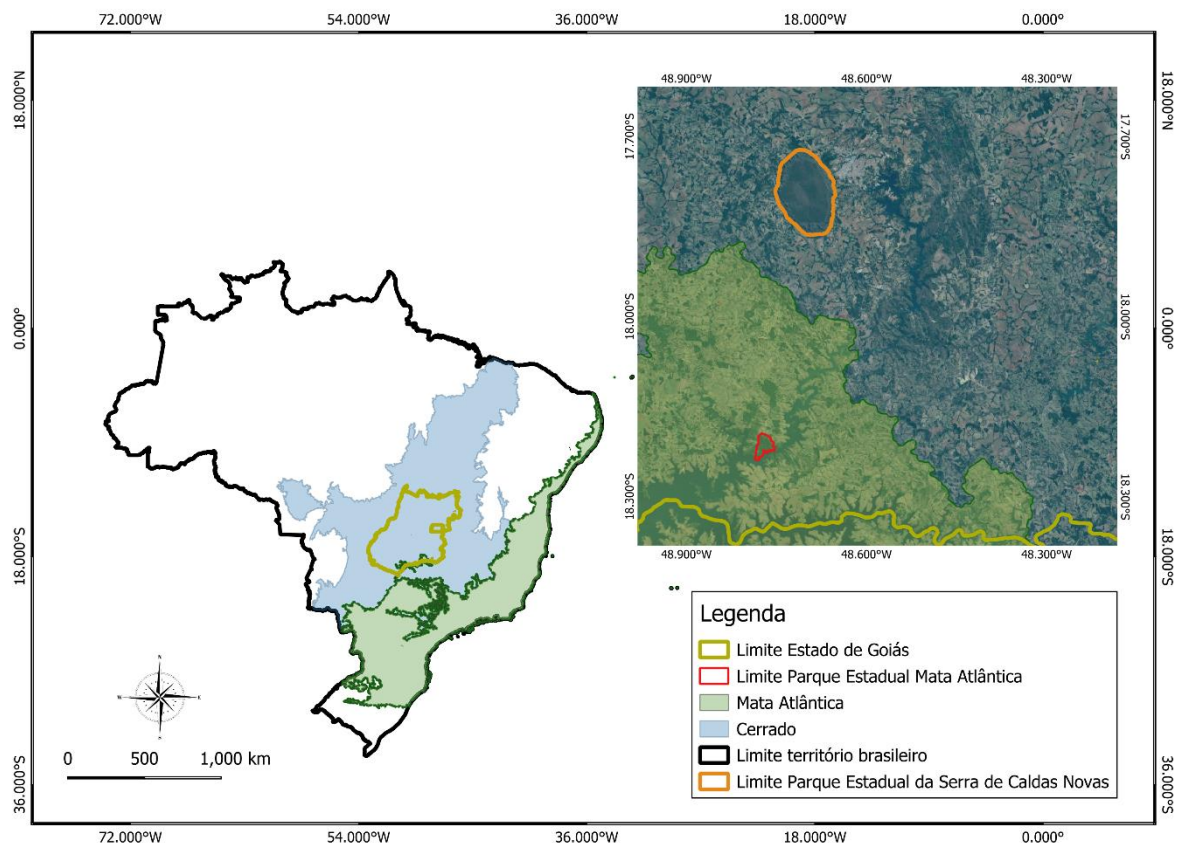 72.000°W 54.000°W 36.000°W 18.000°W 0.000°
18.000°N
0.000°
18.000°S
36.000°S
48.900°W 48.600°W 48.300°W
17.700°S
18.000°S
18.300°S
17.700°S
18.000°S
18.300°S
48.900°W 48.600°W 48.300°W
18.000°N
0.000°
18.000°S
36.000°S
Legenda
Limite Estado de Goiás
Limite Parque Estadual Mata Atlântica
Mata Atlântica
Cerrado
Limite território brasileiro
Limite Parque Estadual da Serra de Caldas Novas
N
W E
S
0 500 1,000 km
72.000°W 54.000°W 36.000°W 18.000°W 0.000°